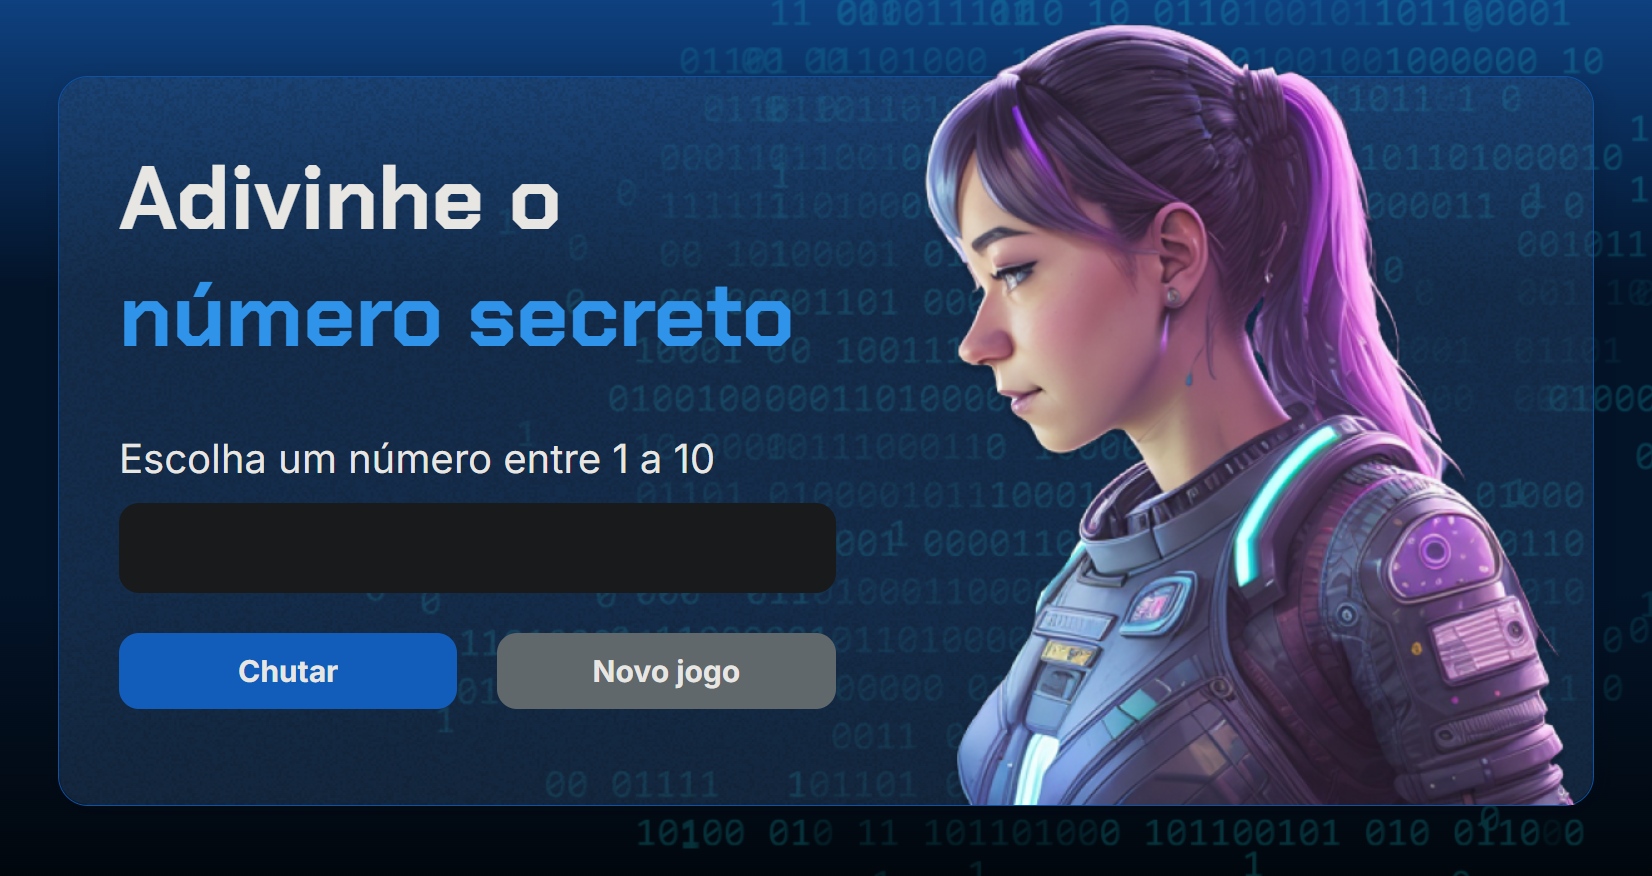 Adivinhe o
número secreto
Escolha um número entre 1 a 10
Chutar
Novo jogo